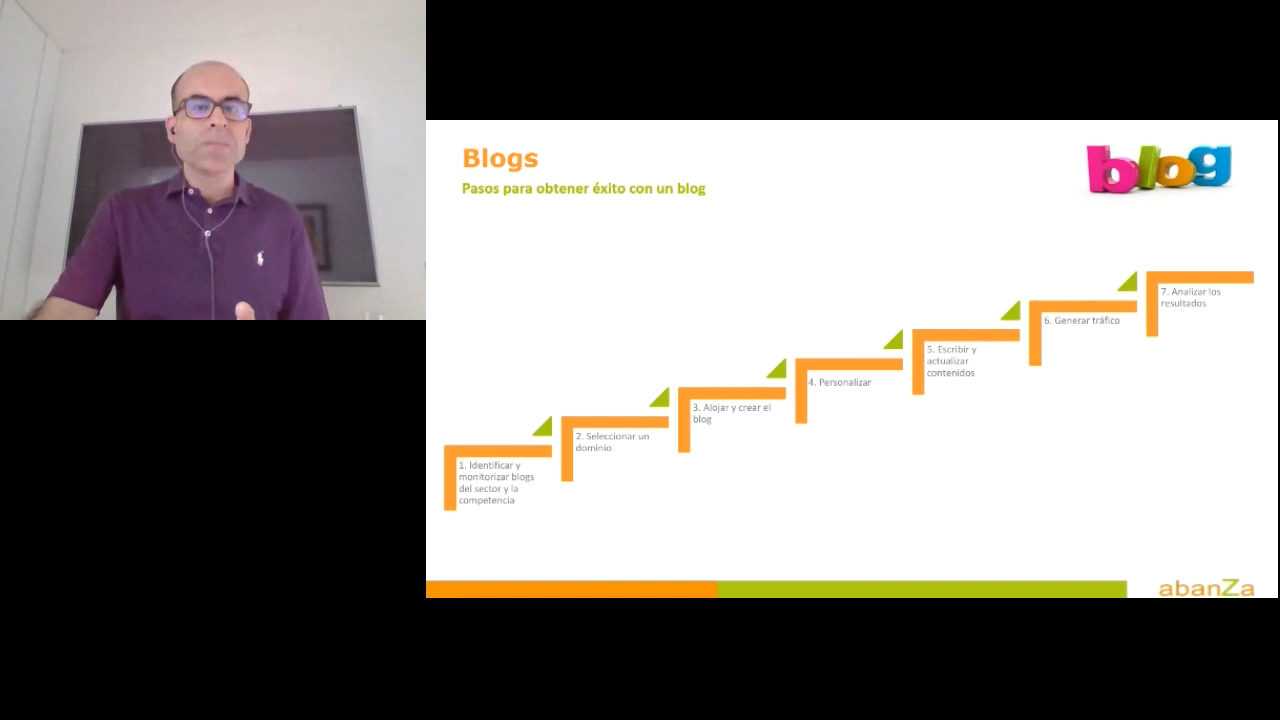 Blogs
Pasos para obtener éxito con un blog
blog
7. Analizar los
resultados
6. Generar tráfico
5. Escribir y
actualizar
contenidos
4. Personalizar
3. Alojar y crear el
blog
2. Seleccionar un
dominio
1. Identificar y
monitorizar blogs
del sector y la
competencia
abanZa